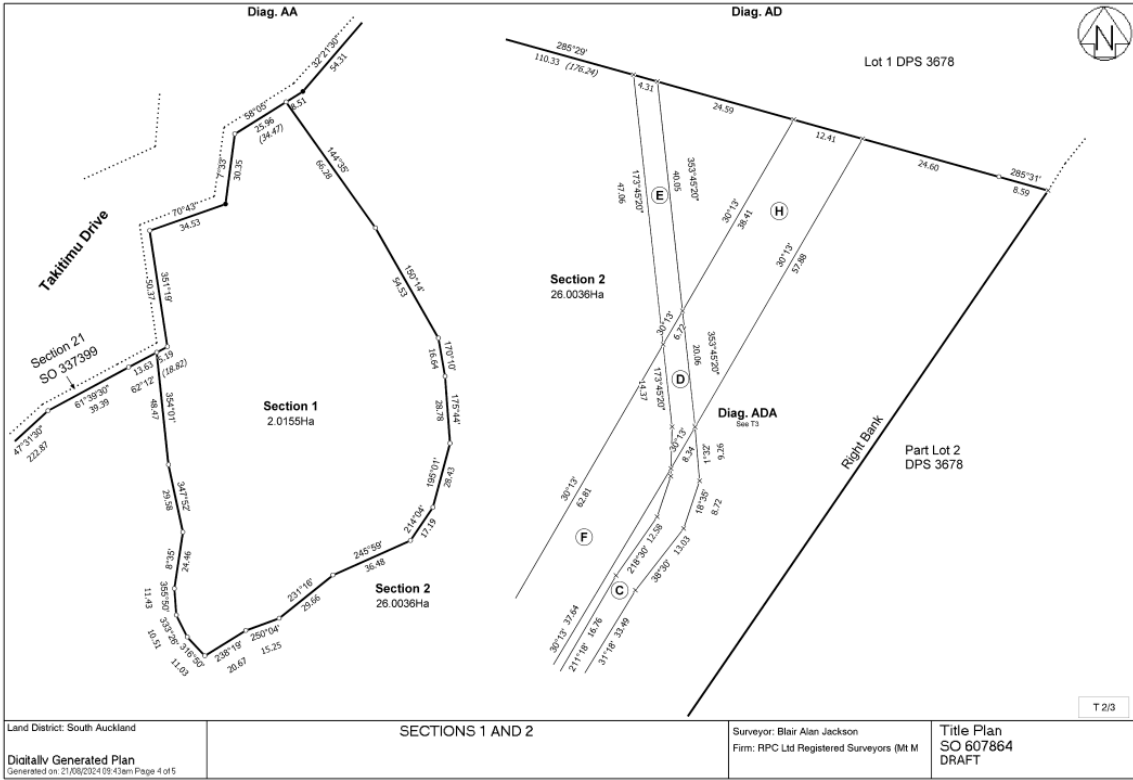 Diag. AA
Diag. AD
N
Lot 1 DPS 3678
32°21'30"
54.31
8.51
58°05'
25.96
(34.47)
7°33'
30.35
70°43'
34.53
Takitimu Drive
351°19'
50.37
Section 21
SO 337399
5.19
13.63
(18.82)
62°12'
61°39'30"
39.39
47°31'30"
222.87
354°01'
48.47
347°52'
29.58
8°35'
24.46
355°50'
11.43
333°26'
10.51
316°50'
11.03
238°19'
20.67
250°04'
15.25
231°16'
29.66
245°59'
36.48
214°04'
17.19
195°01'
28.43
175°44'
28.78
170°10'
16.64
150°14'
54.53
144°35'
66.28
Section 1
2.0155Ha
Section 2
26.0036Ha
285°29'
110.33 (176.24)
4.31
24.59
12.41
24.60
285°31'
8.59
E
173°45'20"
47.06
353°45'20"
40.05
30°13'
38.41
H
30°13'
57.88
Section 2
26.0036Ha
30°13'
6.72
353°45'20"
20.06
D
173°45'20"
14.37
Diag. ADA
See T3
30°13'
8.34
1°32'
9.26
18°35'
8.72
30°13'
62.81
F
12.58
218°30'
13.03
38°30'
C
30°13' 37.64
211°18' 16.76
31°18' 33.49
Right Bank
Part Lot 2
DPS 3678
T 2/3
Land District: South Auckland
Digitally Generated Plan
Generated on: 21/08/2024 09:43am Page 4 of 5
SECTIONS 1 AND 2
Surveyor: Blair Alan Jackson
Firm: RPC Ltd Registered Surveyors (Mt M
Title Plan
SO 607864
DRAFT